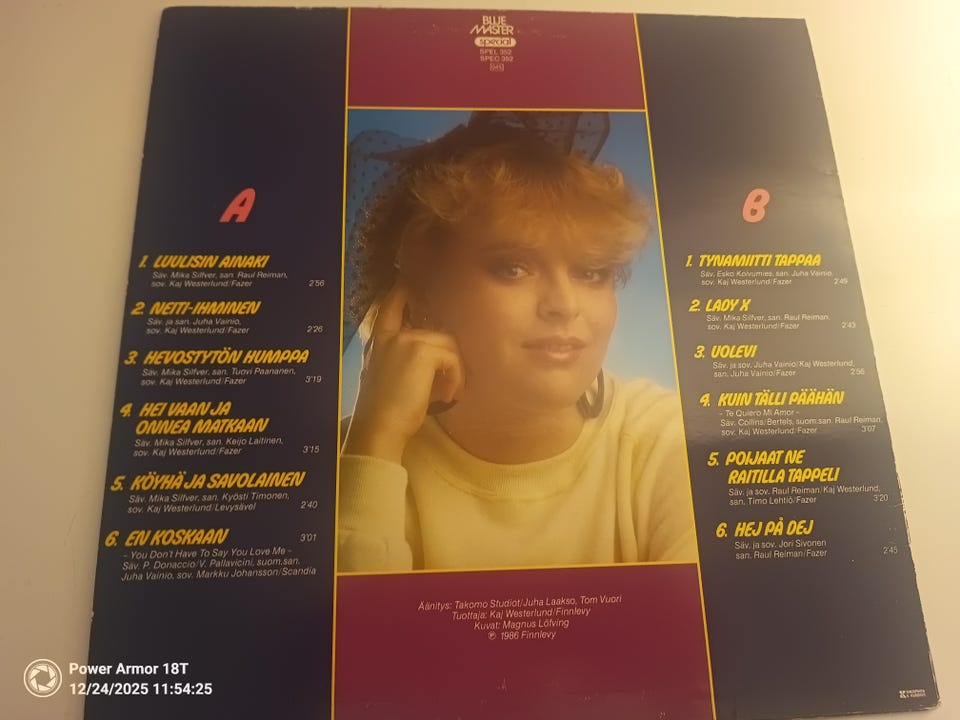 BLUE
MASTER
special
SPEL 352
SPEC 352
A
1. LUULISIN AINAKI
Säv. Mika Silfver, san. Raul Reiman,
sov. Kaj Westerlund/Fazer 2'56
2. NEITI-IHMINEN
Säv. ja san. Juha Vainio,
sov. Kaj Westerlund/Fazer 2'26
3. HEVOSTYTÖN HUMPPA
Säv. Mika Silfver, san. Tuovi Paananen,
sov. Kaj Westerlund/Fazer 3'19
4. HEI VAAN JA
ONNEA MATKAAN
Säv. Mika Silfver, san. Keijo Laitinen,
sov. Kaj Westerlund/Fazer 3'15
5. KÖYHÄ JA SAVOLAINEN
Säv. Mika Silfver, san. Kyösti Timonen,
sov. Kaj Westerlund/Levysävel 2'40
6. EN KOSKAAN 3'01
- You Don't Have To Say You Love Me -
Säv. P. Donaccio/V. Pallavicini, suom.san.
Juha Vainio, sov. Markku Johansson/Scandia
B
1. TYNAMIITTI TAPPAA
Säv. Esko Koivumies, san. Juha Vainio,
sov. Kaj Westerlund/Fazer 2'49
2. LADY X
Säv. Mika Silfver, san. Raul Reiman,
sov. Kaj Westerlund/Fazer 2'43
3. UOLEVI
Säv. ja sov. Juha Vainio/Kaj Westerlund,
san. Juha Vainio/Fazer 2'56
4. KUIN TÄLLI PÄÄHÄN
- Te Quiero Mi Amor -
Säv. Collins/Bertels, suom.san. Raul Reiman,
sov. Kaj Westerlund/Fazer 3'07
5. POIJAAT NE
RAITILLA TAPPELI
Säv. ja sov. Raul Reiman/Kaj Westerlund,
san. Timo Lehtiö/Fazer 3'20
6. HEJ PÅ DEJ
Säv. ja sov. Jori Sivonen
san. Raul Reiman/Fazer 2'45
Äänitys: Takomo Studiot/Juha Laakso, Tom Vuori
Tuottaja: Kaj Westerlund/Finnlevy
Kuvat: Magnus Löfving
℗ 1986 Finnlevy
Power Armor 18T
12/24/2025 11:54:25